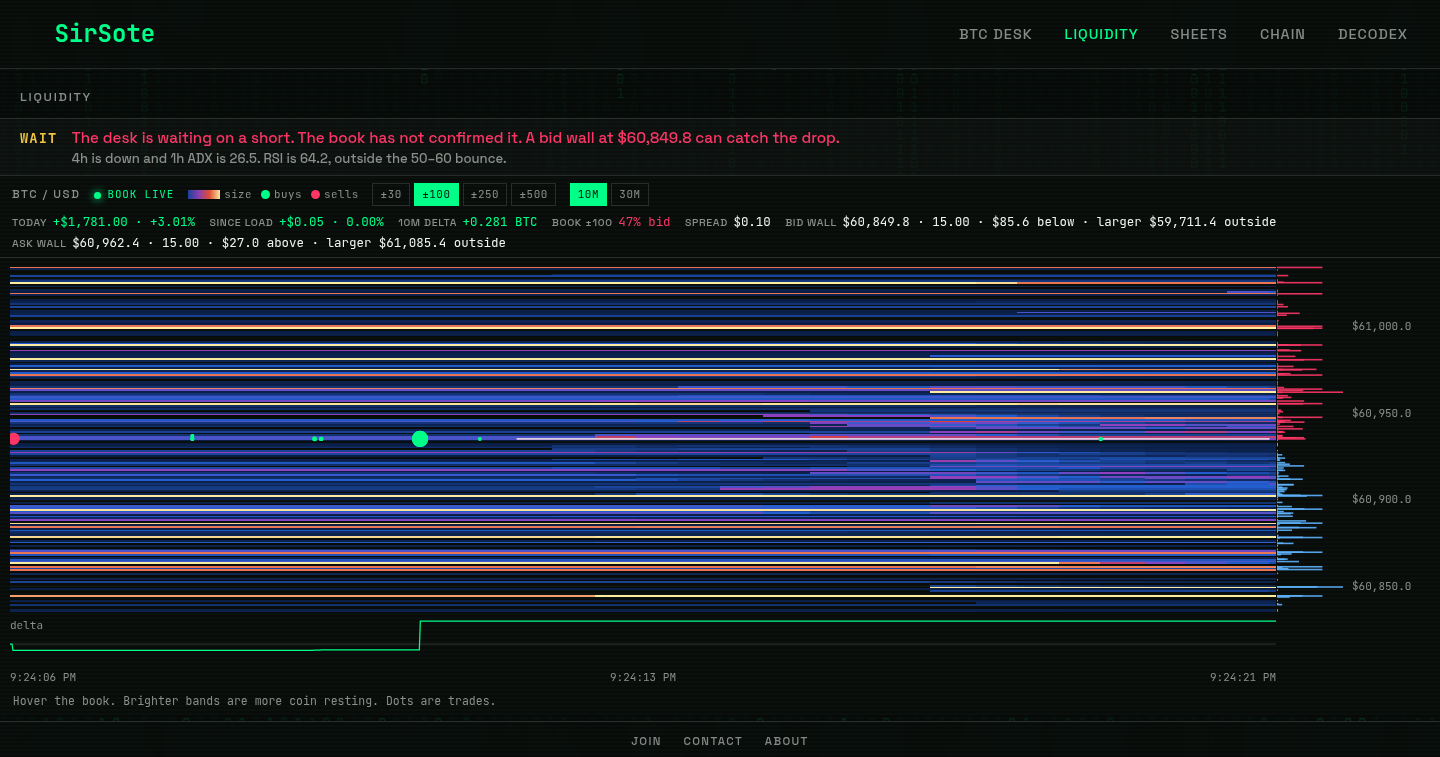 SirSote
BTC DESK LIQUIDITY SHEETS CHAIN DECODEX
LIQUIDITY
WAIT The desk is waiting on a short. The book has not confirmed it. A bid wall at $60,849.8 can catch the drop.
4h is down and 1h ADX is 26.5. RSI is 64.2, outside the 50–60 bounce.
BTC / USD BOOK LIVE size buys sells ±30 ±100 ±250 ±500 10M 30M
TODAY +$1,781.00 · +3.01% SINCE LOAD +$0.05 · 0.00% 10M DELTA +0.281 BTC BOOK ±100 47% bid SPREAD $0.10 BID WALL $60,849.8 · 15.00 · $85.6 below · larger $59,711.4 outside
ASK WALL $60,962.4 · 15.00 · $27.0 above · larger $61,085.4 outside
$61,000.0
$60,950.0
$60,900.0
$60,850.0
delta
9:24:06 PM 9:24:13 PM 9:24:21 PM
Hover the book. Brighter bands are more coin resting. Dots are trades.
JOIN CONTACT ABOUT